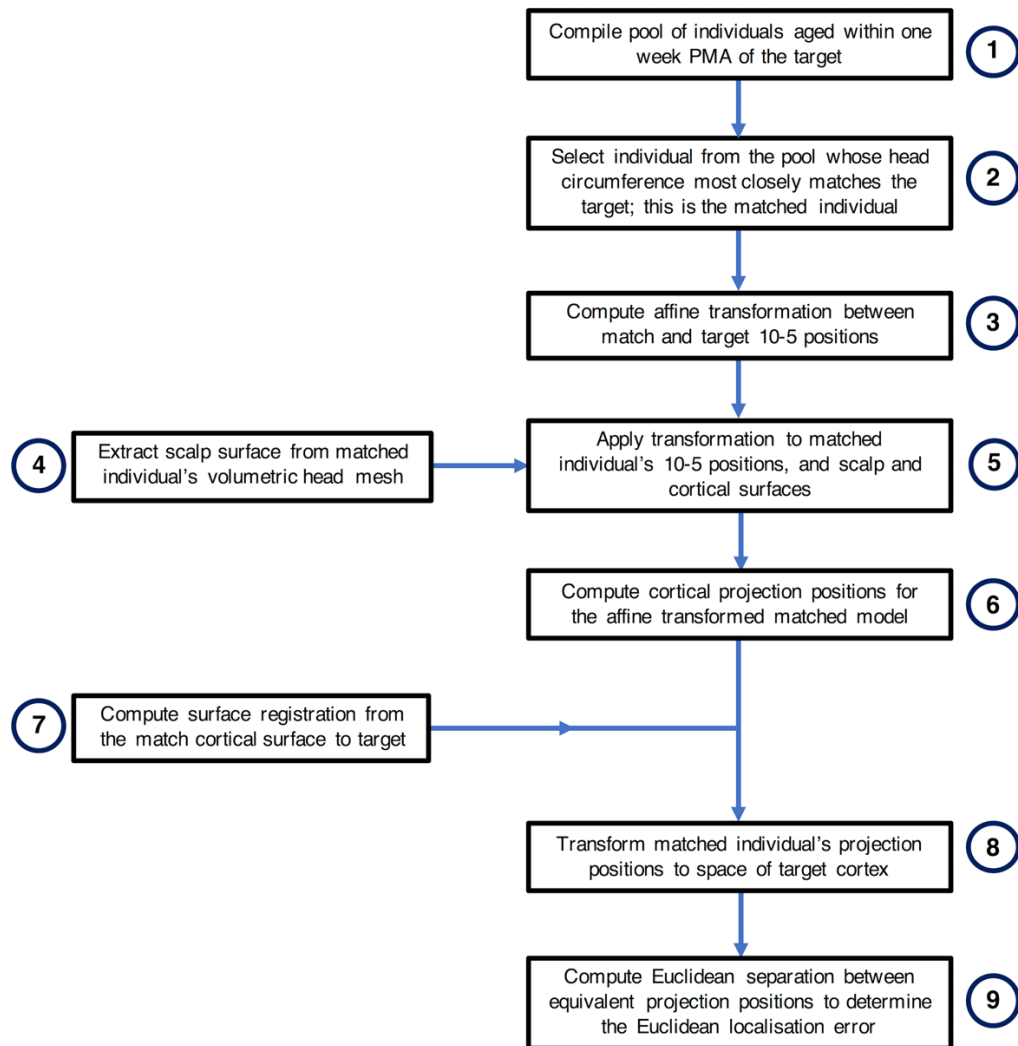 Compile pool of individuals aged within one
week PMA of the target
1
Select individual from the pool whose head
circumference most closely matches the
target; this is the matched individual
2
Compute affine transformation between
match and target 10-5 positions
3
4
Extract scalp surface from matched
individual's volumetric head mesh
Apply transformation to matched
individual's 10-5 positions, and scalp and
cortical surfaces
5
Compute cortical projection positions for
the affine transformed matched model
6
7
Compute surface registration from
the match cortical surface to target
Transform matched individual's projection
positions to space of target cortex
8
Compute Euclidean separation between
equivalent projection positions to determine
the Euclidean localisation error
9